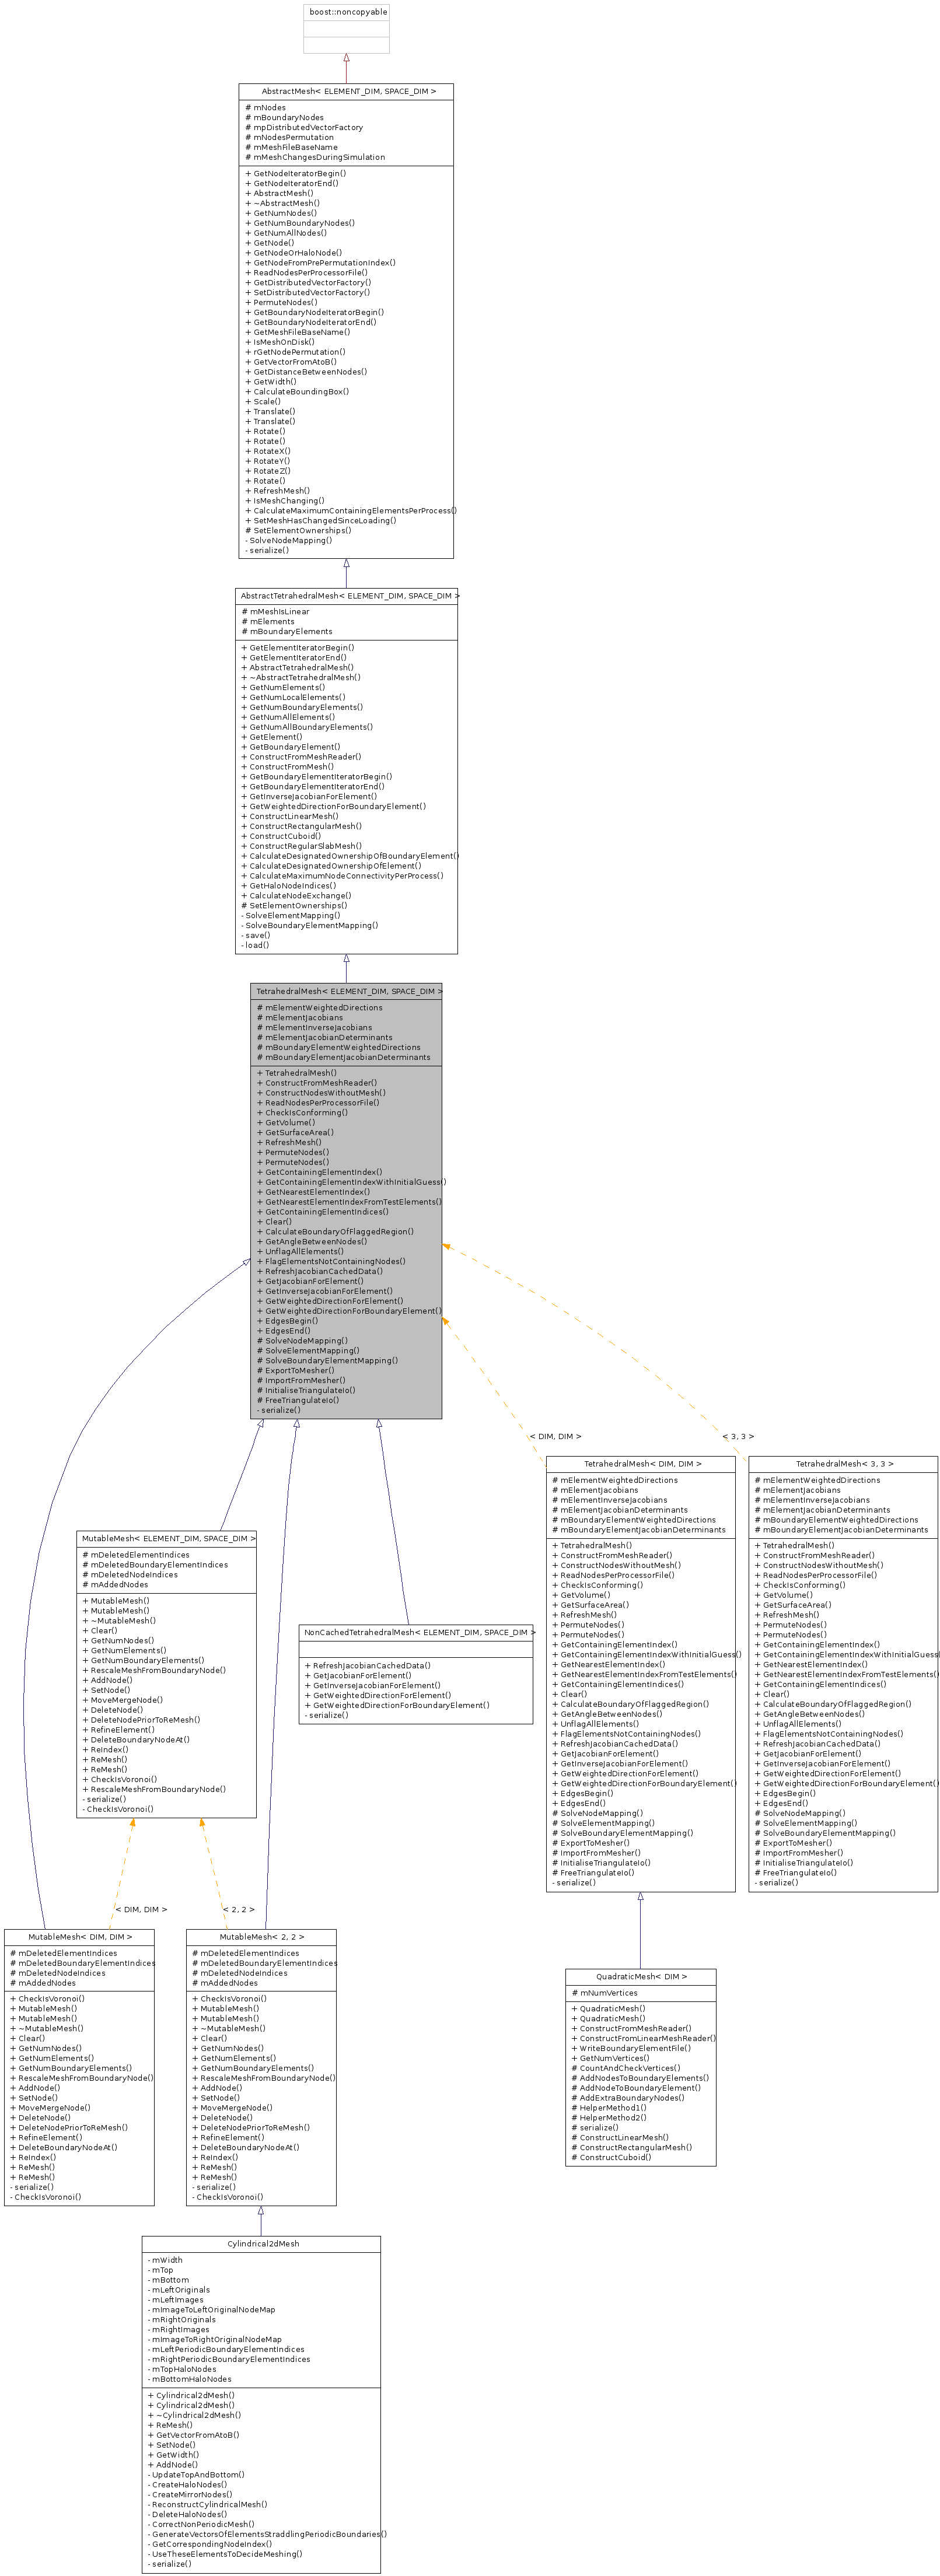 boost::noncopyable
AbstractMesh< ELEMENT_DIM, SPACE_DIM >
# mNodes
# mBoundaryNodes
# mpDistributedVectorFactory
# mNodesPermutation
# mMeshFileBaseName
# mMeshChangesDuringSimulation
+ GetNodeIteratorBegin()
+ GetNodeIteratorEnd()
+ AbstractMesh()
+ ~AbstractMesh()
+ GetNumNodes()
+ GetNumBoundaryNodes()
+ GetNumAllNodes()
+ GetNode()
+ GetNodeOrHaloNode()
+ GetNodeFromPrePermutationIndex()
+ ReadNodesPerProcessorFile()
+ GetDistributedVectorFactory()
+ SetDistributedVectorFactory()
+ PermuteNodes()
+ GetBoundaryNodeIteratorBegin()
+ GetBoundaryNodeIteratorEnd()
+ GetMeshFileBaseName()
+ IsMeshOnDisk()
+ rGetNodePermutation()
+ GetVectorFromAtoB()
+ GetDistanceBetweenNodes()
+ GetWidth()
+ CalculateBoundingBox()
+ Scale()
+ Translate()
+ Translate()
+ Rotate()
+ Rotate()
+ RotateX()
+ RotateY()
+ RotateZ()
+ Rotate()
+ RefreshMesh()
+ IsMeshChanging()
+ CalculateMaximumContainingElementsPerProcess()
+ SetMeshHasChangedSinceLoading()
# SetElementOwnerships()
- SolveNodeMapping()
- serialize()
AbstractTetrahedralMesh< ELEMENT_DIM, SPACE_DIM >
# mMeshIsLinear
# mElements
# mBoundaryElements
+ GetElementIteratorBegin()
+ GetElementIteratorEnd()
+ AbstractTetrahedralMesh()
+ ~AbstractTetrahedralMesh()
+ GetNumElements()
+ GetNumLocalElements()
+ GetNumBoundaryElements()
+ GetNumAllElements()
+ GetNumAllBoundaryElements()
+ GetElement()
+ GetBoundaryElement()
+ ConstructFromMeshReader()
+ ConstructFromMesh()
+ GetBoundaryElementIteratorBegin()
+ GetBoundaryElementIteratorEnd()
+ GetInverseJacobianForElement()
+ GetWeightedDirectionForBoundaryElement()
+ ConstructLinearMesh()
+ ConstructRectangularMesh()
+ ConstructCuboid()
+ ConstructRegularSlabMesh()
+ CalculateDesignatedOwnershipOfBoundaryElement()
+ CalculateDesignatedOwnershipOfElement()
+ CalculateMaximumNodeConnectivityPerProcess()
+ GetHaloNodeIndices()
+ CalculateNodeExchange()
# SetElementOwnerships()
- SolveElementMapping()
- SolveBoundaryElementMapping()
- save()
- load()
TetrahedralMesh< ELEMENT_DIM, SPACE_DIM >
# mElementWeightedDirections
# mElementJacobians
# mElementInverseJacobians
# mElementJacobianDeterminants
# mBoundaryElementWeightedDirections
# mBoundaryElementJacobianDeterminants
+ TetrahedralMesh()
+ ConstructFromMeshReader()
+ ConstructNodesWithoutMesh()
+ ReadNodesPerProcessorFile()
+ CheckIsConforming()
+ GetVolume()
+ GetSurfaceArea()
+ RefreshMesh()
+ PermuteNodes()
+ PermuteNodes()
+ GetContainingElementIndex()
+ GetContainingElementIndexWithInitialGuess()
+ GetNearestElementIndex()
+ GetNearestElementIndexFromTestElements()
+ GetContainingElementIndices()
+ Clear()
+ CalculateBoundaryOfFlaggedRegion()
+ GetAngleBetweenNodes()
+ UnflagAllElements()
+ FlagElementsNotContainingNodes()
+ RefreshJacobianCachedData()
+ GetJacobianForElement()
+ GetInverseJacobianForElement()
+ GetWeightedDirectionForElement()
+ GetWeightedDirectionForBoundaryElement()
+ EdgesBegin()
+ EdgesEnd()
# SolveNodeMapping()
# SolveElementMapping()
# SolveBoundaryElementMapping()
# ExportToMesher()
# ImportFromMesher()
# InitialiseTriangulateIo()
# FreeTriangulateIo()
- serialize()
< DIM, DIM >
< 3, 3 >
MutableMesh< ELEMENT_DIM, SPACE_DIM >
# mDeletedElementIndices
# mDeletedBoundaryElementIndices
# mDeletedNodeIndices
# mAddedNodes
+ MutableMesh()
+ MutableMesh()
+ ~MutableMesh()
+ Clear()
+ GetNumNodes()
+ GetNumElements()
+ GetNumBoundaryElements()
+ RescaleMeshFromBoundaryNode()
+ AddNode()
+ SetNode()
+ MoveMergeNode()
+ DeleteNode()
+ DeleteNodePriorToReMesh()
+ RefineElement()
+ DeleteBoundaryNodeAt()
+ ReIndex()
+ ReMesh()
+ ReMesh()
+ CheckIsVoronoi()
+ RescaleMeshFromBoundaryNode()
- serialize()
- CheckIsVoronoi()
NonCachedTetrahedralMesh< ELEMENT_DIM, SPACE_DIM >
+ RefreshJacobianCachedData()
+ GetJacobianForElement()
+ GetInverseJacobianForElement()
+ GetWeightedDirectionForElement()
+ GetWeightedDirectionForBoundaryElement()
- serialize()
TetrahedralMesh< DIM, DIM >
# mElementWeightedDirections
# mElementJacobians
# mElementInverseJacobians
# mElementJacobianDeterminants
# mBoundaryElementWeightedDirections
# mBoundaryElementJacobianDeterminants
+ TetrahedralMesh()
+ ConstructFromMeshReader()
+ ConstructNodesWithoutMesh()
+ ReadNodesPerProcessorFile()
+ CheckIsConforming()
+ GetVolume()
+ GetSurfaceArea()
+ RefreshMesh()
+ PermuteNodes()
+ PermuteNodes()
+ GetContainingElementIndex()
+ GetContainingElementIndexWithInitialGuess()
+ GetNearestElementIndex()
+ GetNearestElementIndexFromTestElements()
+ GetContainingElementIndices()
+ Clear()
+ CalculateBoundaryOfFlaggedRegion()
+ GetAngleBetweenNodes()
+ UnflagAllElements()
+ FlagElementsNotContainingNodes()
+ RefreshJacobianCachedData()
+ GetJacobianForElement()
+ GetInverseJacobianForElement()
+ GetWeightedDirectionForElement()
+ GetWeightedDirectionForBoundaryElement()
+ EdgesBegin()
+ EdgesEnd()
# SolveNodeMapping()
# SolveElementMapping()
# SolveBoundaryElementMapping()
# ExportToMesher()
# ImportFromMesher()
# InitialiseTriangulateIo()
# FreeTriangulateIo()
- serialize()
TetrahedralMesh< 3, 3 >
# mElementWeightedDirections
# mElementJacobians
# mElementInverseJacobians
# mElementJacobianDeterminants
# mBoundaryElementWeightedDirections
# mBoundaryElementJacobianDeterminants
+ TetrahedralMesh()
+ ConstructFromMeshReader()
+ ConstructNodesWithoutMesh()
+ ReadNodesPerProcessorFile()
+ CheckIsConforming()
+ GetVolume()
+ GetSurfaceArea()
+ RefreshMesh()
+ PermuteNodes()
+ PermuteNodes()
+ GetContainingElementIndex()
+ GetContainingElementIndexWithInitialGuess()
+ GetNearestElementIndex()
+ GetNearestElementIndexFromTestElements()
+ GetContainingElementIndices()
+ Clear()
+ CalculateBoundaryOfFlaggedRegion()
+ GetAngleBetweenNodes()
+ UnflagAllElements()
+ FlagElementsNotContainingNodes()
+ RefreshJacobianCachedData()
+ GetJacobianForElement()
+ GetInverseJacobianForElement()
+ GetWeightedDirectionForElement()
+ GetWeightedDirectionForBoundaryElement()
+ EdgesBegin()
+ EdgesEnd()
# SolveNodeMapping()
# SolveElementMapping()
# SolveBoundaryElementMapping()
# ExportToMesher()
# ImportFromMesher()
# InitialiseTriangulateIo()
# FreeTriangulateIo()
- serialize()
< DIM, DIM >
< 2, 2 >
MutableMesh< DIM, DIM >
# mDeletedElementIndices
# mDeletedBoundaryElementIndices
# mDeletedNodeIndices
# mAddedNodes
+ CheckIsVoronoi()
+ MutableMesh()
+ MutableMesh()
+ ~MutableMesh()
+ Clear()
+ GetNumNodes()
+ GetNumElements()
+ GetNumBoundaryElements()
+ RescaleMeshFromBoundaryNode()
+ AddNode()
+ SetNode()
+ MoveMergeNode()
+ DeleteNode()
+ DeleteNodePriorToReMesh()
+ RefineElement()
+ DeleteBoundaryNodeAt()
+ ReIndex()
+ ReMesh()
+ ReMesh()
- serialize()
- CheckIsVoronoi()
MutableMesh< 2, 2 >
# mDeletedElementIndices
# mDeletedBoundaryElementIndices
# mDeletedNodeIndices
# mAddedNodes
+ CheckIsVoronoi()
+ MutableMesh()
+ MutableMesh()
+ ~MutableMesh()
+ Clear()
+ GetNumNodes()
+ GetNumElements()
+ GetNumBoundaryElements()
+ RescaleMeshFromBoundaryNode()
+ AddNode()
+ SetNode()
+ MoveMergeNode()
+ DeleteNode()
+ DeleteNodePriorToReMesh()
+ RefineElement()
+ DeleteBoundaryNodeAt()
+ ReIndex()
+ ReMesh()
+ ReMesh()
- serialize()
- CheckIsVoronoi()
QuadraticMesh< DIM >
# mNumVertices
+ QuadraticMesh()
+ QuadraticMesh()
+ ConstructFromMeshReader()
+ ConstructFromLinearMeshReader()
+ WriteBoundaryElementFile()
+ GetNumVertices()
# CountAndCheckVertices()
# AddNodesToBoundaryElements()
# AddNodeToBoundaryElement()
# AddExtraBoundaryNodes()
# HelperMethod1()
# HelperMethod2()
# serialize()
# ConstructLinearMesh()
# ConstructRectangularMesh()
# ConstructCuboid()
Cylindrical2dMesh
- mWidth
- mTop
- mBottom
- mLeftOriginals
- mLeftImages
- mImageToLeftOriginalNodeMap
- mRightOriginals
- mRightImages
- mImageToRightOriginalNodeMap
- mLeftPeriodicBoundaryElementIndices
- mRightPeriodicBoundaryElementIndices
- mTopHaloNodes
- mBottomHaloNodes
+ Cylindrical2dMesh()
+ Cylindrical2dMesh()
+ ~Cylindrical2dMesh()
+ ReMesh()
+ GetVectorFromAtoB()
+ SetNode()
+ GetWidth()
+ AddNode()
- UpdateTopAndBottom()
- CreateHaloNodes()
- CreateMirrorNodes()
- ReconstructCylindricalMesh()
- DeleteHaloNodes()
- CorrectNonPeriodicMesh()
- GenerateVectorsOfElementsStraddlingPeriodicBoundaries()
- GetCorrespondingNodeIndex()
- UseTheseElementsToDecideMeshing()
- serialize()